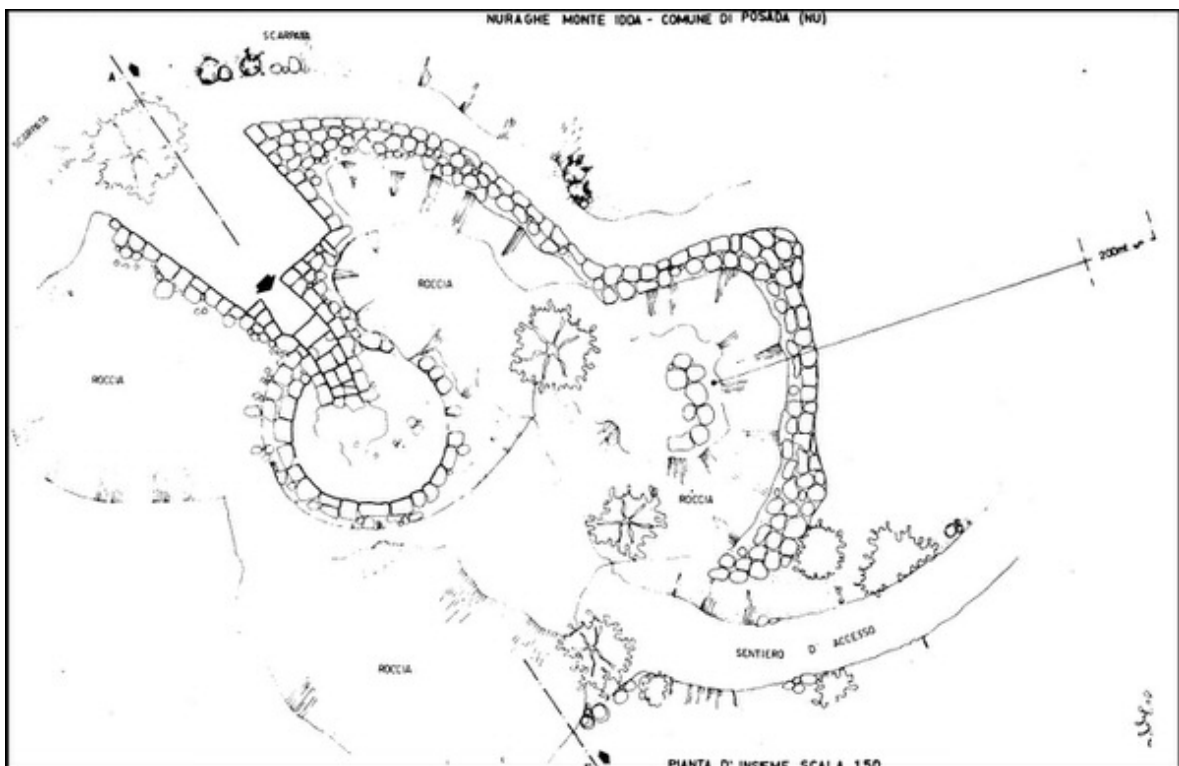 NURAGHE MONTE IDDA - COMUNE DI POSADA (NU)
SCARPATA
A
SCARPATA
200mt
ROCCIA
ROCCIA
ROCCIA
SENTIERO D' ACCESSO
ROCCIA
PIANTA D' INSIEME SCALA 1:50